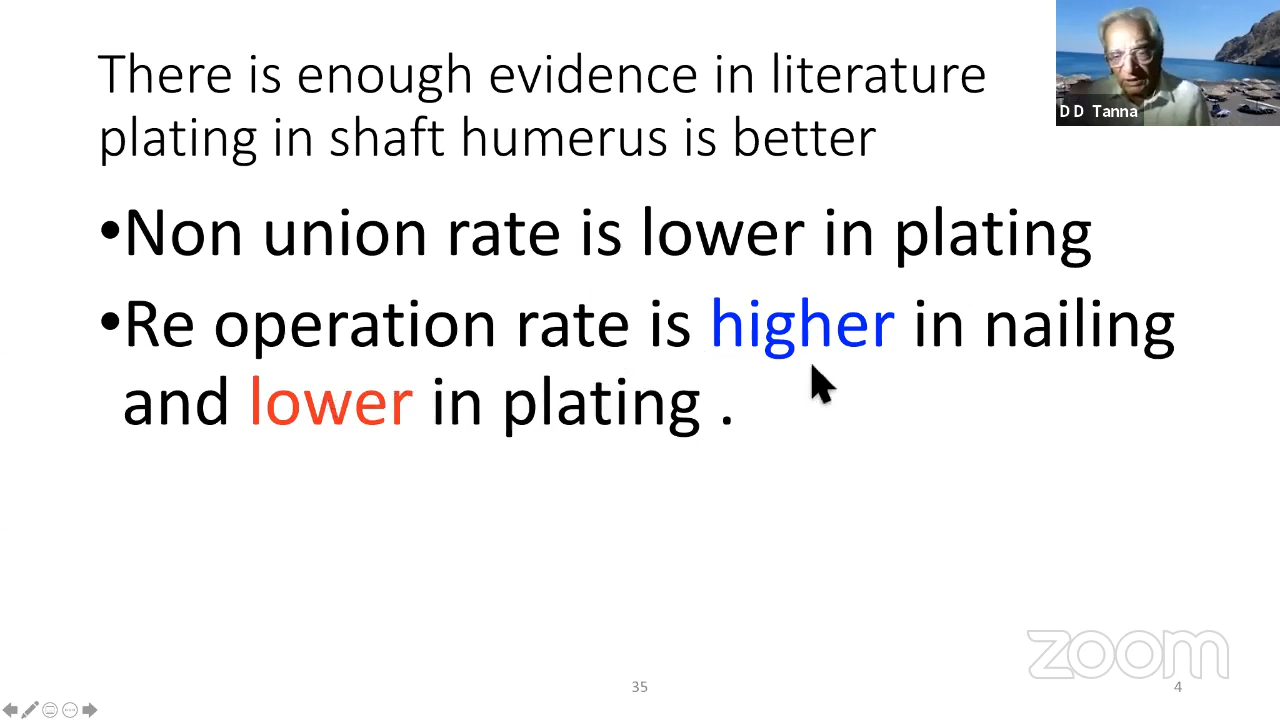 There is enough evidence in literature
plating in shaft humerus is better
•Non union rate is lower in plating
•Re operation rate is higher in nailing
and lower in plating .
D D Tanna
zoom
35
4